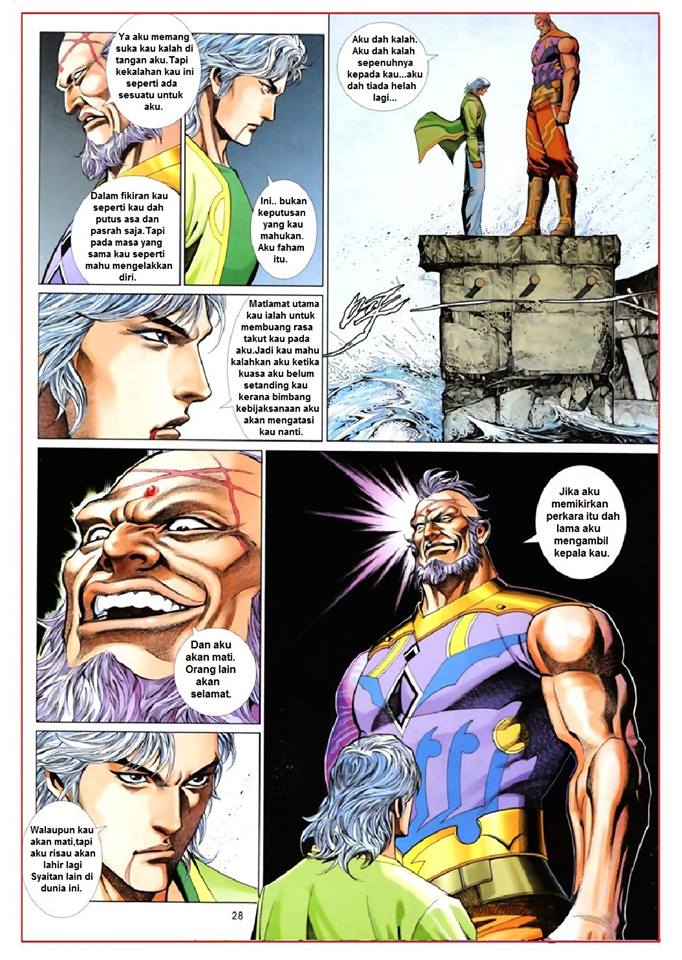 Ya aku memang
suka kau kalah di
tangan aku.Tapi
kekalahan kau ini
seperti ada
sesuatu untuk
aku.
Dalam fikiran kau
seperti kau dah
putus asa dan
pasrah saja.Tapi
pada masa yang
sama kau seperti
mahu mengelakkan
diri.
Ini.. bukan
keputusan
yang kau
mahukan.
Aku faham
itu.
Aku dah kalah.
Aku dah kalah
sepenuhnya
kepada kau...aku
dah tiada helah
lagi...
Matlamat utama
kau ialah untuk
membuang rasa
takut kau pada
aku.Jadi kau mahu
kalahkan aku ketika
kuasa aku belum
setanding kau
kerana bimbang
kebijaksanaan aku
akan mengatasi
kau nanti.
Dan aku
akan mati.
Orang lain
akan
selamat.
Jika aku
memikirkan
perkara itu dah
lama aku
mengambil
kepala kau.
Walaupun kau
akan mati,tapi
aku risau akan
lahir lagi
Syaitan lain di
dunia ini.
28